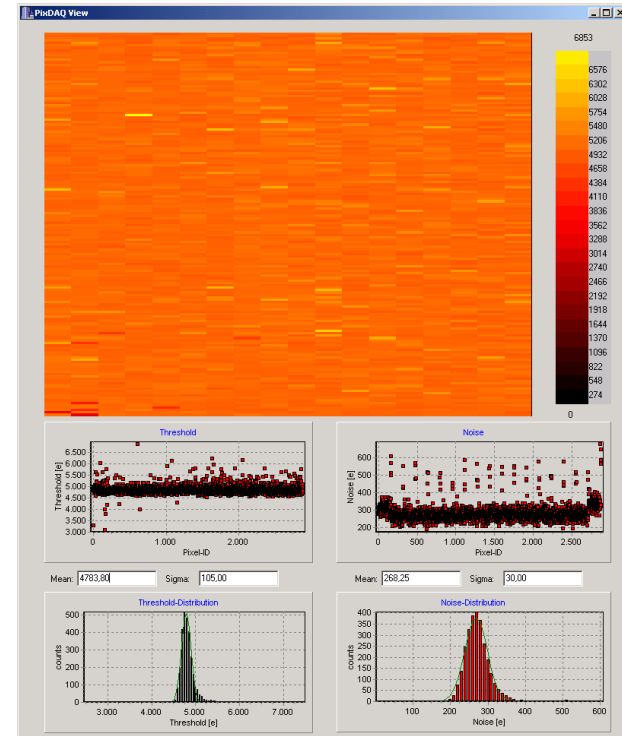 PixDAQ View
6853
6576
6302
6028
5754
5480
5206
4932
4658
4384
4110
3836
3562
3288
3014
2740
2466
2192
1918
1644
1370
1096
822
548
274
0
Threshold
Threshold [e]
6.500
6.000
5.500
5.000
4.500
4.000
3.500
3.000
0 1.000 2.000
Pixel-ID
Noise
Noise [e]
600
500
400
300
200
0 500 1.000 1.500 2.000 2.500
Pixel-ID
Mean: 4783,80 Sigma: 105,00
Mean: 268,25 Sigma: 30,00
Threshold-Distribution
counts
500
400
300
200
100
0
3.000 4.000 5.000 6.000 7.000
Threshold [e]
Noise-Distribution
counts
400
350
300
250
200
150
100
50
0
100 200 300 400 500 600
Noise [e]